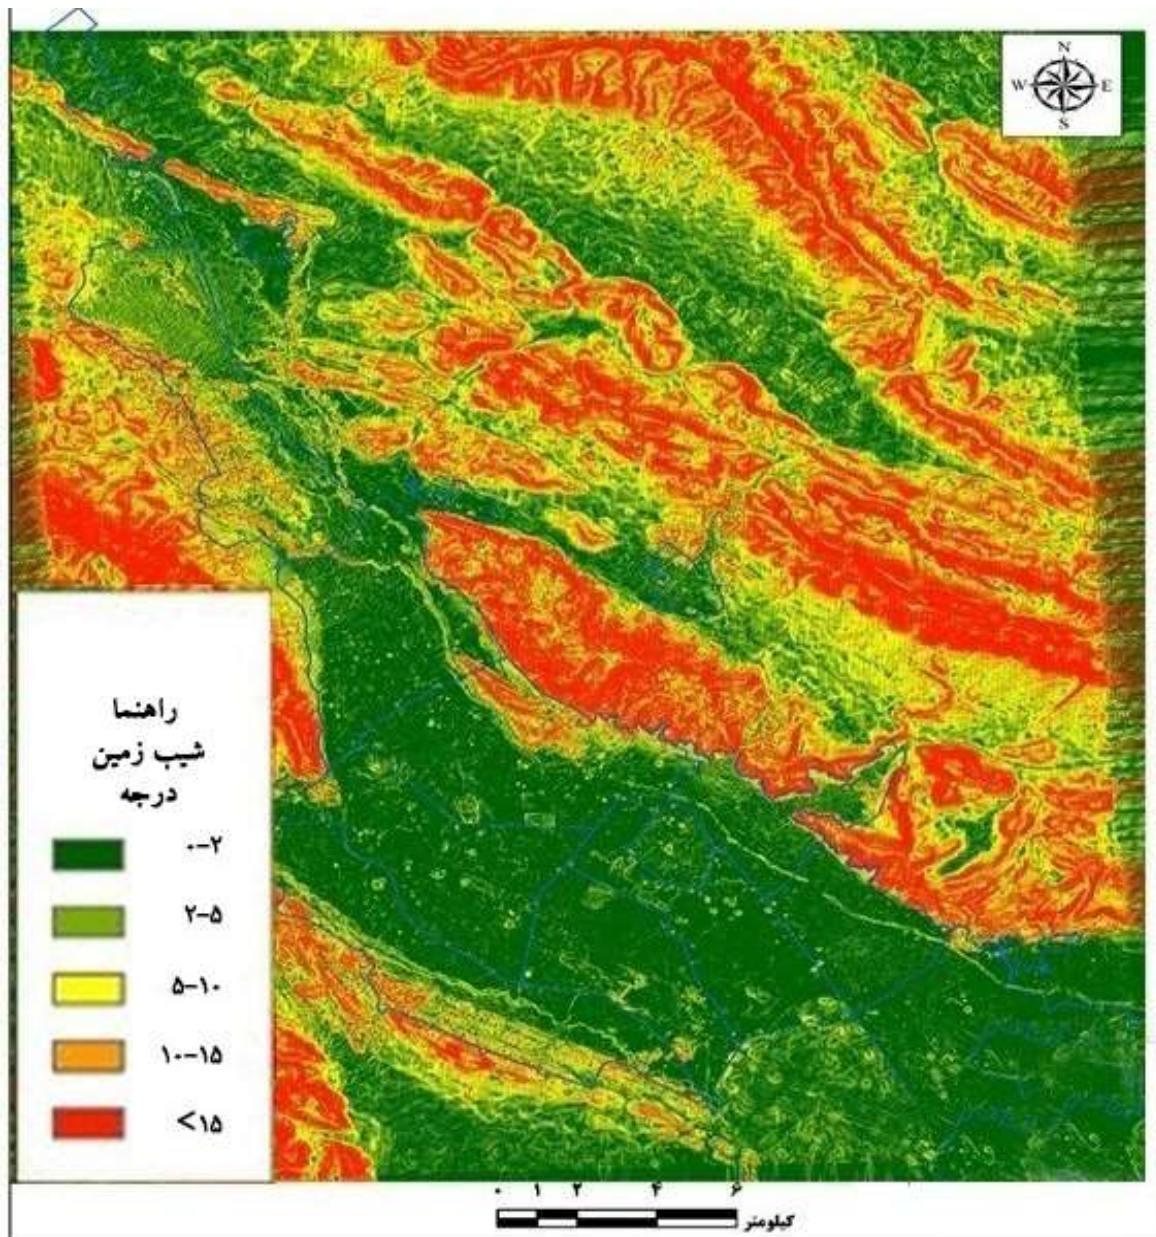 N
W E
S
راهنما
شیب زمین
درجه
۰-۲
۲-۵
۵-۱۰
۱۰-۱۵
<۱۵
۰ ۱ ۲ ۴ ۶
کیلومتر